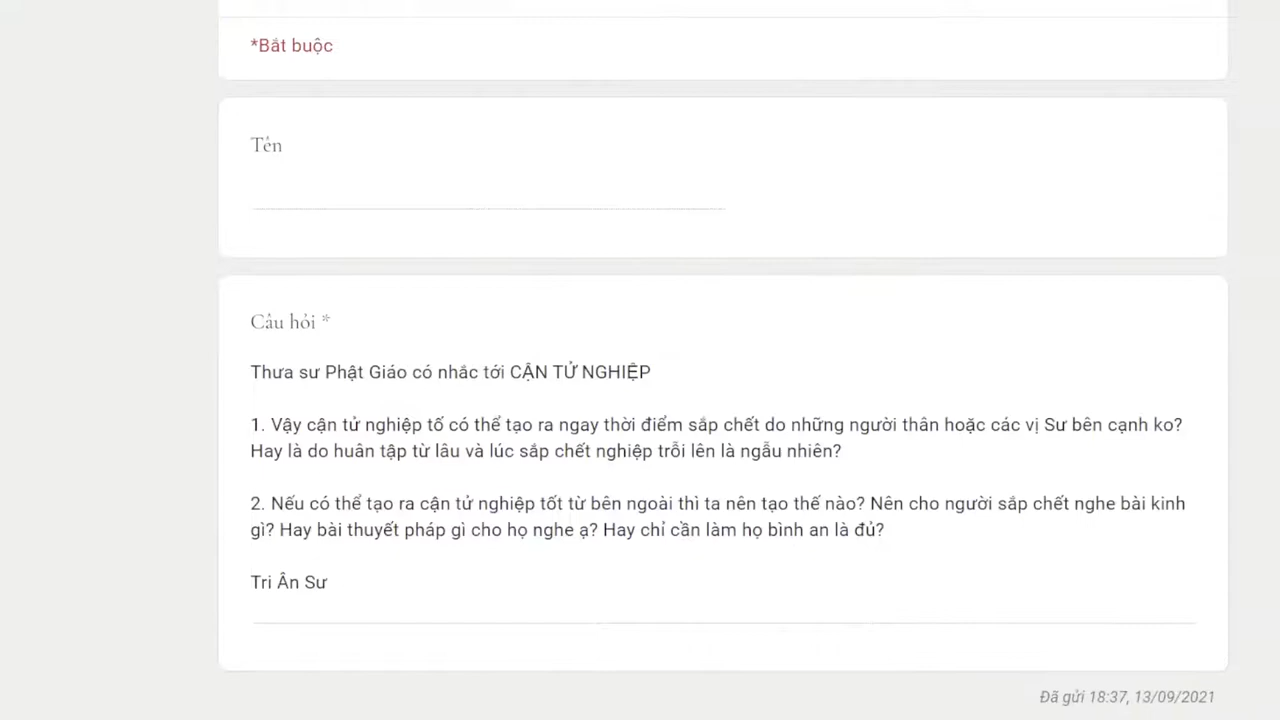 *Bắt buộc
Tên
Câu hỏi *
Thưa sư Phật Giáo có nhắc tới CẬN TỬ NGHIỆP
1. Vậy cận tử nghiệp tố có thể tạo ra ngay thời điểm sắp chết do những người thân hoặc các vị Sư bên cạnh ko?
Hay là do huân tập từ lâu và lúc sắp chết nghiệp trỗi lên là ngẫu nhiên?
2. Nếu có thể tạo ra cận tử nghiệp tốt từ bên ngoài thì ta nên tạo thế nào? Nên cho người sắp chết nghe bài kinh
gì? Hay bài thuyết pháp gì cho họ nghe ạ? Hay chỉ cần làm họ bình an là đủ?
Tri Ân Sư
Đã gửi 18:37, 13/09/2021